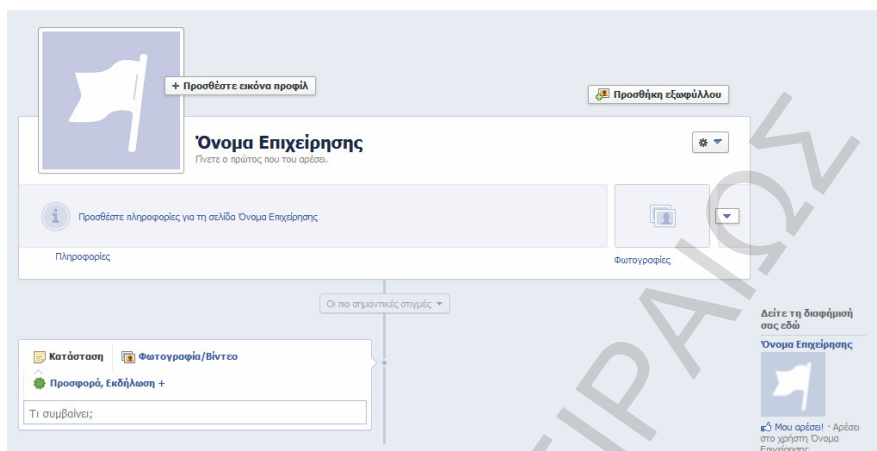 + Προσθέστε εικόνα προφίλ
Προσθήκη εξωφύλλου
Όνομα Επιχείρησης
Γίνετε ο πρώτος που του αρέσει.
Προσθέστε πληροφορίες για τη σελίδα Όνομα Επιχείρησης
Πληροφορίες
Φωτογραφίες
Οι πιο σημαντικές στιγμές
Κατάσταση
Φωτογραφία/Βίντεο
Προσφορά, Εκδήλωση +
Τι συμβαίνει;
Δείτε τη διαφήμισή
σας εδώ
Όνομα Επιχείρησης
Μου αρέσει! · Αρέσει
στο χρήστη Όνομα
Επιχείρησης
ΕΙΡΑΙΩΣ